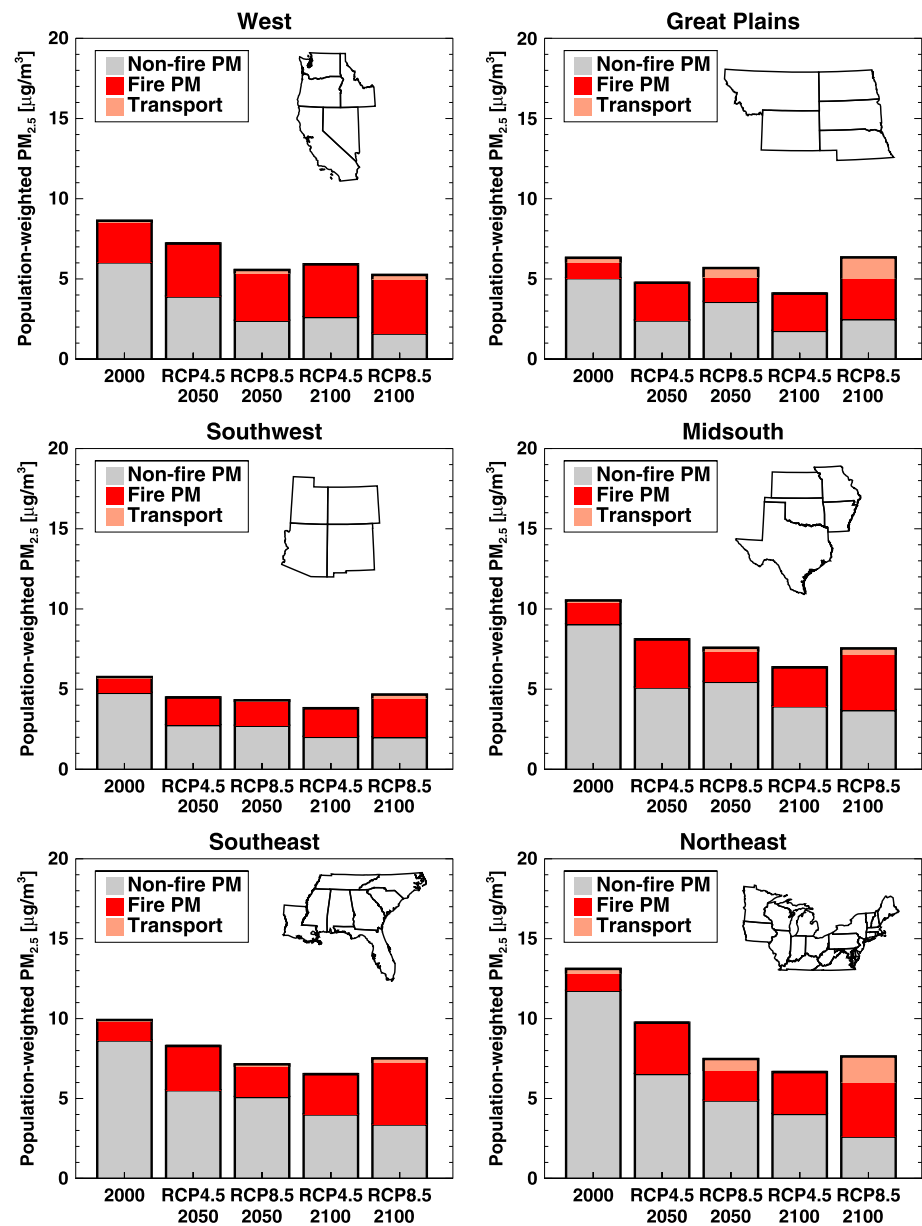 West
Population-weighted PM2.5 [μg/m3]
20
15
10
5
0
Non-fire PM
Fire PM
Transport
2000
RCP4.5
2050
RCP8.5
2050
RCP4.5
2100
RCP8.5
2100
Great Plains
Population-weighted PM2.5 [μg/m3]
20
15
10
5
0
Non-fire PM
Fire PM
Transport
2000
RCP4.5
2050
RCP8.5
2050
RCP4.5
2100
RCP8.5
2100
Southwest
Population-weighted PM2.5 [μg/m3]
20
15
10
5
0
Non-fire PM
Fire PM
Transport
2000
RCP4.5
2050
RCP8.5
2050
RCP4.5
2100
RCP8.5
2100
Midsouth
Population-weighted PM2.5 [μg/m3]
20
15
10
5
0
Non-fire PM
Fire PM
Transport
2000
RCP4.5
2050
RCP8.5
2050
RCP4.5
2100
RCP8.5
2100
Southeast
Population-weighted PM2.5 [μg/m3]
20
15
10
5
0
Non-fire PM
Fire PM
Transport
2000
RCP4.5
2050
RCP8.5
2050
RCP4.5
2100
RCP8.5
2100
Northeast
Population-weighted PM2.5 [μg/m3]
20
15
10
5
0
Non-fire PM
Fire PM
Transport
2000
RCP4.5
2050
RCP8.5
2050
RCP4.5
2100
RCP8.5
2100